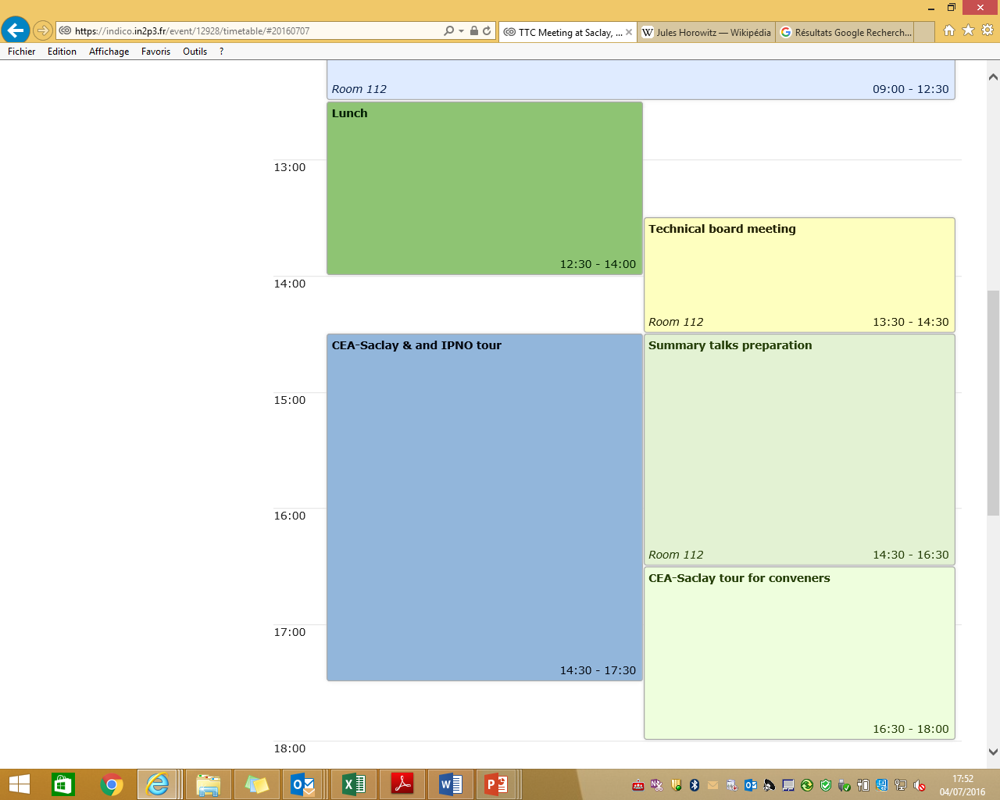 https://indico.in2p3.fr/event/12928/timetable/#20160707
TTC Meeting at Saclay, ...
Jules Horowitz — Wikipédia
Résultats Google Recherch...
Fichier Edition Affichage Favoris Outils ?
Room 112 09:00 - 12:30
Lunch
13:00
Technical board meeting
12:30 - 14:00
14:00
Room 112 13:30 - 14:30
CEA-Saclay & and IPNO tour
Summary talks preparation
15:00
16:00
Room 112 14:30 - 16:30
CEA-Saclay tour for conveners
17:00
14:30 - 17:30
16:30 - 18:00
18:00
17:52
04/07/2016